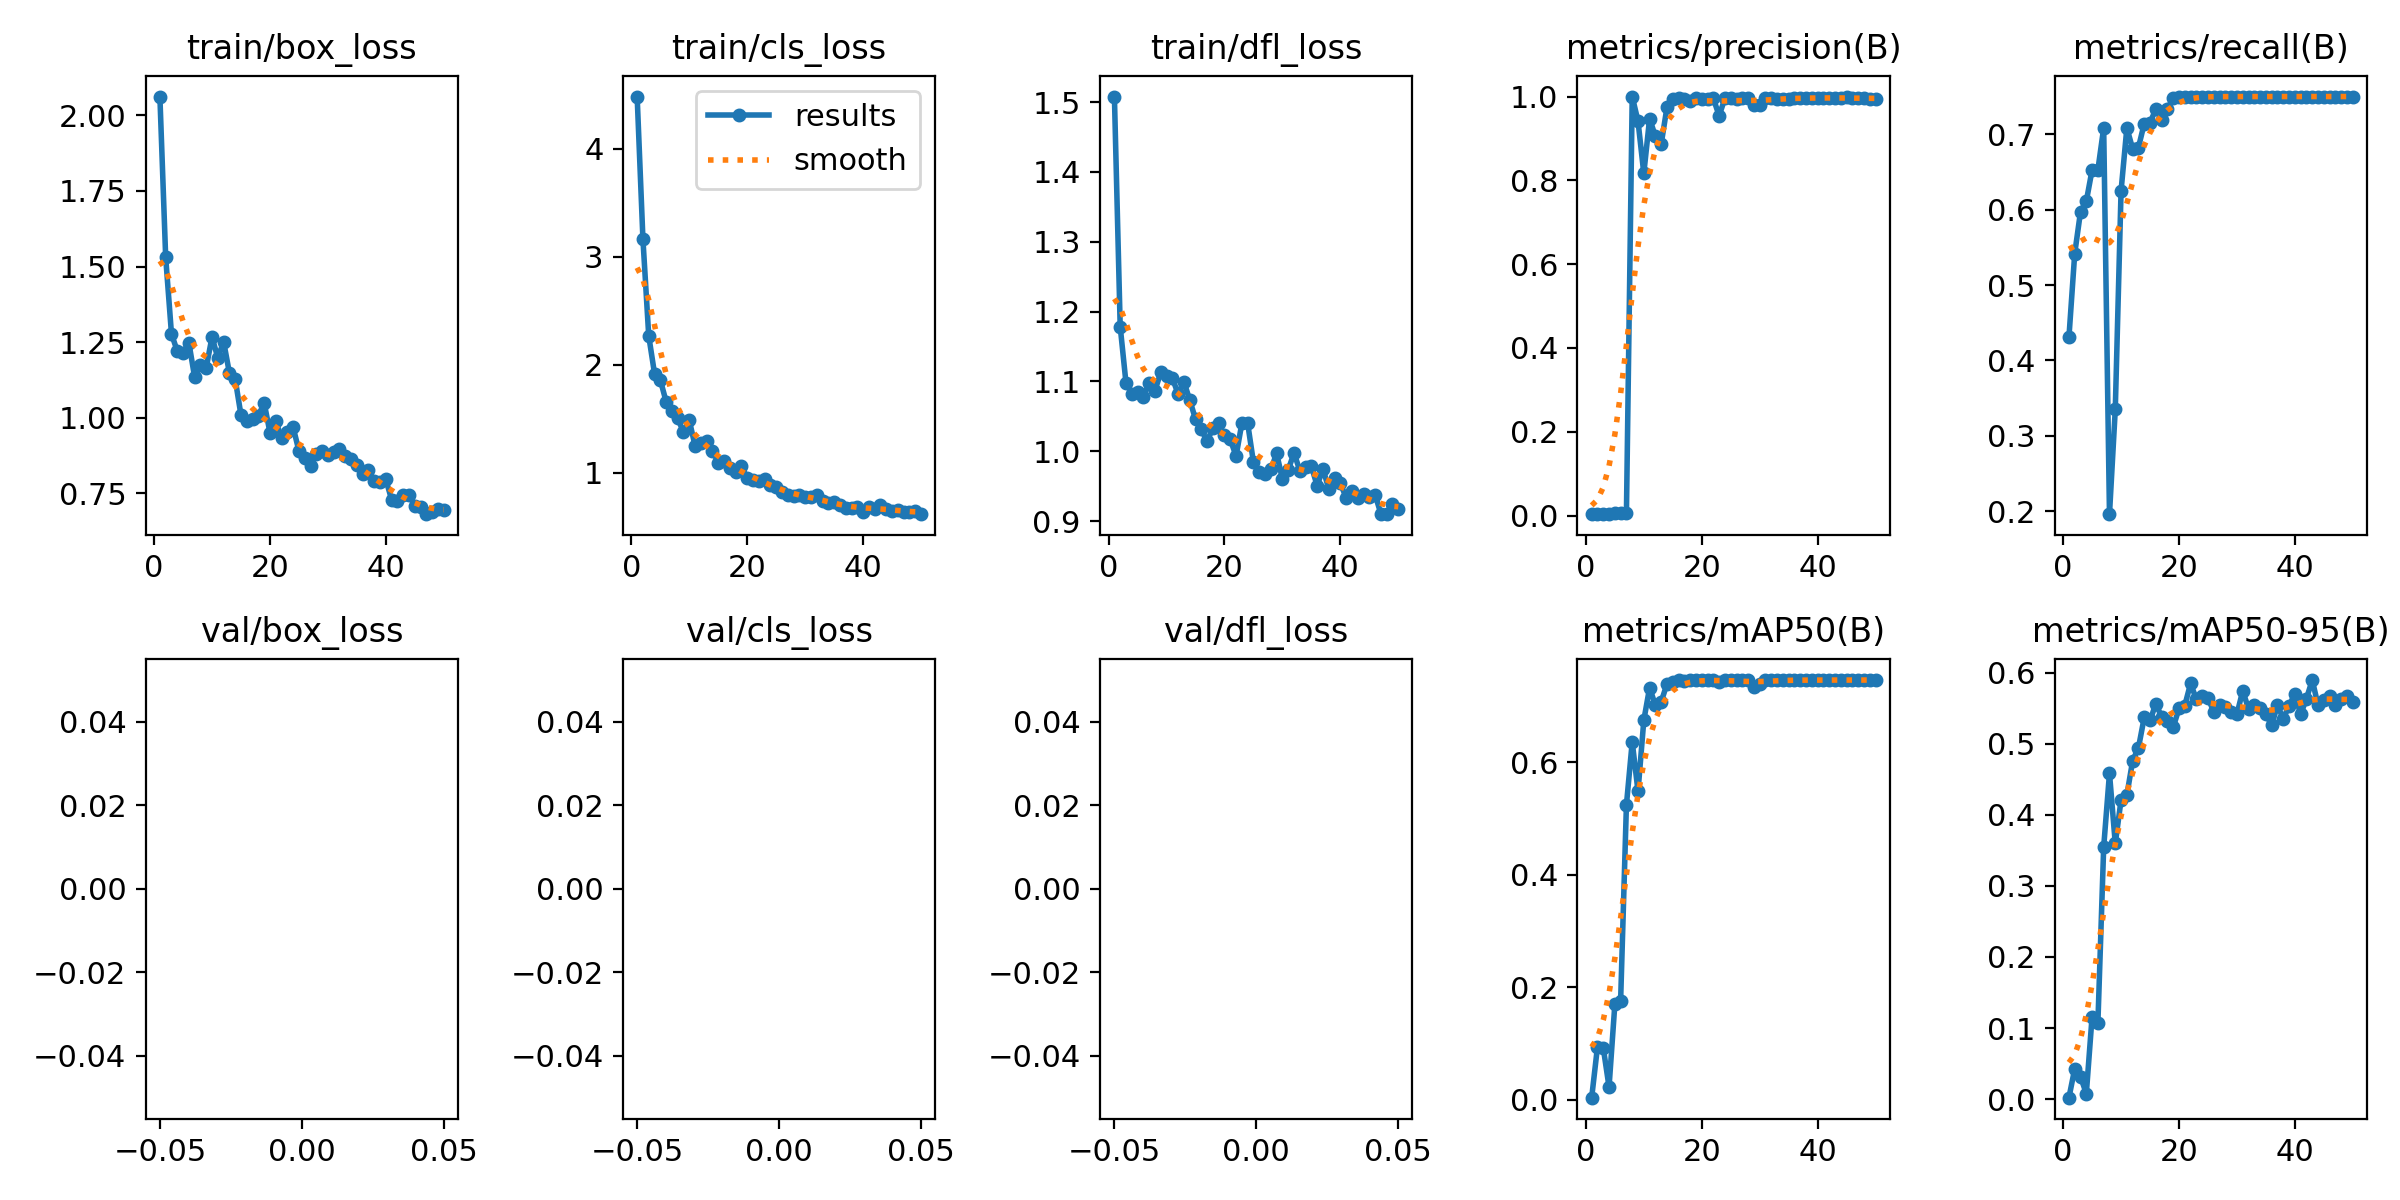 train/box_loss
2.00
1.75
1.50
1.25
1.00
0.75
0 20 40
train/cls_loss
results
smooth
4
3
2
1
0 20 40
train/dfl_loss
1.5
1.4
1.3
1.2
1.1
1.0
0.9
0 20 40
metrics/precision(B)
1.0
0.8
0.6
0.4
0.2
0.0
0 20 40
metrics/recall(B)
0.7
0.6
0.5
0.4
0.3
0.2
0 20 40
val/box_loss
0.04
0.02
0.00
−0.02
−0.04
−0.05 0.00 0.05
val/cls_loss
0.04
0.02
0.00
−0.02
−0.04
−0.05 0.00 0.05
val/dfl_loss
0.04
0.02
0.00
−0.02
−0.04
−0.05 0.00 0.05
metrics/mAP50(B)
0.6
0.4
0.2
0.0
0 20 40
metrics/mAP50-95(B)
0.6
0.5
0.4
0.3
0.2
0.1
0.0
0 20 40